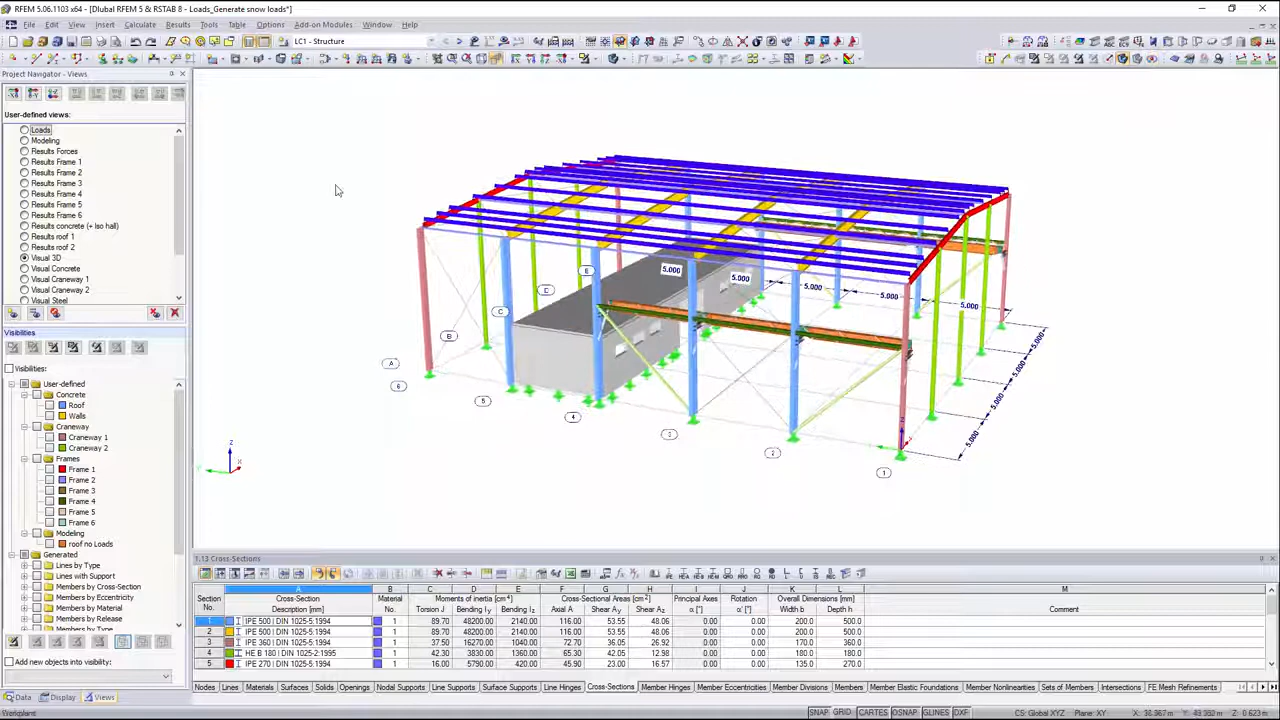 RFEM 5.06.1103 x64 - [Dlubal RFEM 5 & RSTAB 8 - Loads_Generate snow loads*]
File Edit View Insert Calculate Results Tools Table Options Add-on Modules Window Help
LC1 - Structure
Project Navigator - Views
User-defined views:
Loads
Modeling
Results Forces
Results Frame 1
Results Frame 2
Results Frame 3
Results Frame 4
Results Frame 5
Results Frame 6
Results concrete (+ Iso hall)
Results roof 1
Results roof 2
Visual 3D
Visual Concrete
Visual Craneway 1
Visual Craneway 2
Visual Steel
Visibilities
Visibilities:
User-defined
Concrete
Roof
Walls
Craneway
Craneway 1
Craneway 2
Frames
Frame 1
Frame 2
Frame 3
Frame 4
Frame 5
Frame 6
Modeling
roof no Loads
Generated
Lines by Type
Lines with Support
Members by Cross-Section
Members by Eccentricity
Members by Material
Members by Release
Members by Type
Add new objects into visibility:
Data Display Views
5.000
5.000
5.000
5.000
5.000
5.000
5.000
5.000
5.000
E
D
C
B
A
6
5
4
3
2
1
Z
X
Y
1.13 Cross-Sections
A B C D E F G H I J K L M
Section Cross-Section Material Moments of inertia [cm⁴] Cross-Sectional Areas [cm²] Principal Axes Rotation Overall Dimensions [mm]
No. Description [mm] No. Torsion J Bending Iy Bending Iz Axial A Shear Ay Shear Az α [°] α' [°] Width b Depth h Comment
1 IPE 500 | DIN 1025-5:1994 1 89.70 48200.00 2140.00 116.00 53.55 48.06 0.00 0.00 200.0 500.0
2 IPE 500 | DIN 1025-5:1994 1 89.70 48200.00 2140.00 116.00 53.55 48.06 0.00 0.00 200.0 500.0
3 IPE 360 | DIN 1025-5:1994 1 37.50 16270.00 1040.00 72.70 36.05 26.92 0.00 0.00 170.0 360.0
4 HE B 180 | DIN 1025-2:1995 1 42.30 3830.00 1360.00 65.30 42.05 12.98 0.00 0.00 180.0 180.0
5 IPE 270 | DIN 1025-5:1994 1 16.00 5790.00 420.00 45.90 23.00 16.57 0.00 0.00 135.0 270.0
Nodes Lines Materials Surfaces Solids Openings Nodal Supports Line Supports Surface Supports Line Hinges Cross-Sections Member Hinges Member Eccentricities Member Divisions Members Member Elastic Foundations Member Nonlinearities Sets of Members Intersections FE Mesh Refinements
Workplane SNAP GRID CARTES OSNAP GLINES DXF CS: Global XYZ Plane: XY